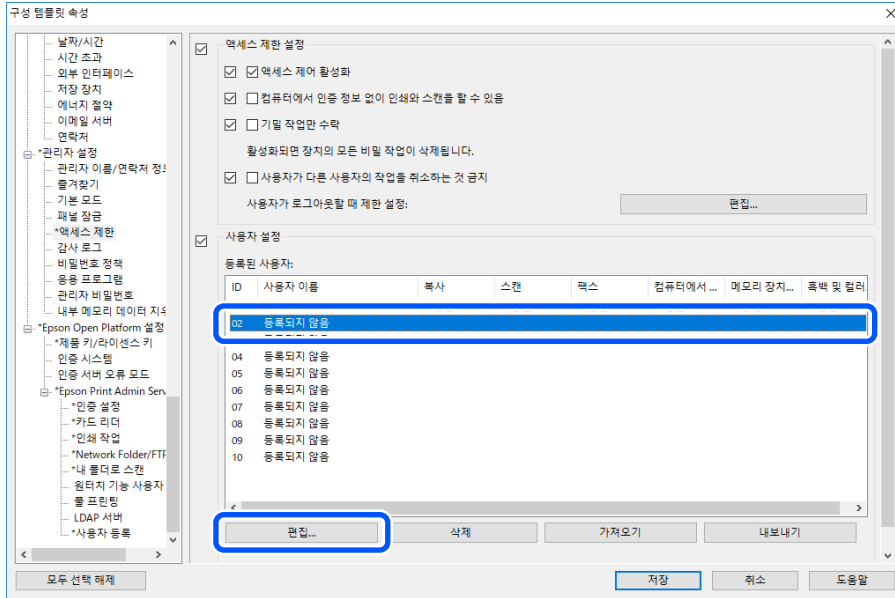 구성 템플릿 속성
날짜/시간
시간 초과
외부 인터페이스
저장 장치
에너지 절약
이메일 서버
연락처
*관리자 설정
관리자 이름/연락처 정보
즐겨찾기
기본 모드
패널 잠금
*액세스 제한
감사 로그
비밀번호 정책
응용 프로그램
관리자 비밀번호
내부 메모리 데이터 지우
*Epson Open Platform 설정
*제품 키/라이센스 키
인증 시스템
인증 서버 오류 모드
*Epson Print Admin Serv
*인증 설정
*카드 리더
*인쇄 작업
*Network Folder/FTP
*내 폴더로 스캔
원터치 기능 사용자
풀 프린팅
LDAP 서버
*사용자 등록
모두 선택 해제
액세스 제한 설정
액세스 제어 활성화
컴퓨터에서 인증 정보 없이 인쇄와 스캔을 할 수 있음
기밀 작업만 수락
활성화되면 장치의 모든 비밀 작업이 삭제됩니다.
사용자가 다른 사용자의 작업을 취소하는 것 금지
사용자가 로그아웃할 때 제한 설정: 편집...
사용자 설정
등록된 사용자:
ID 사용자 이름 복사 스캔 팩스 컴퓨터에서 ... 메모리 장치... 흑백 및 컬러
02 등록되지 않음
04 등록되지 않음
05 등록되지 않음
06 등록되지 않음
07 등록되지 않음
08 등록되지 않음
09 등록되지 않음
10 등록되지 않음
편집... 삭제 가져오기 내보내기
저장 취소 도움말